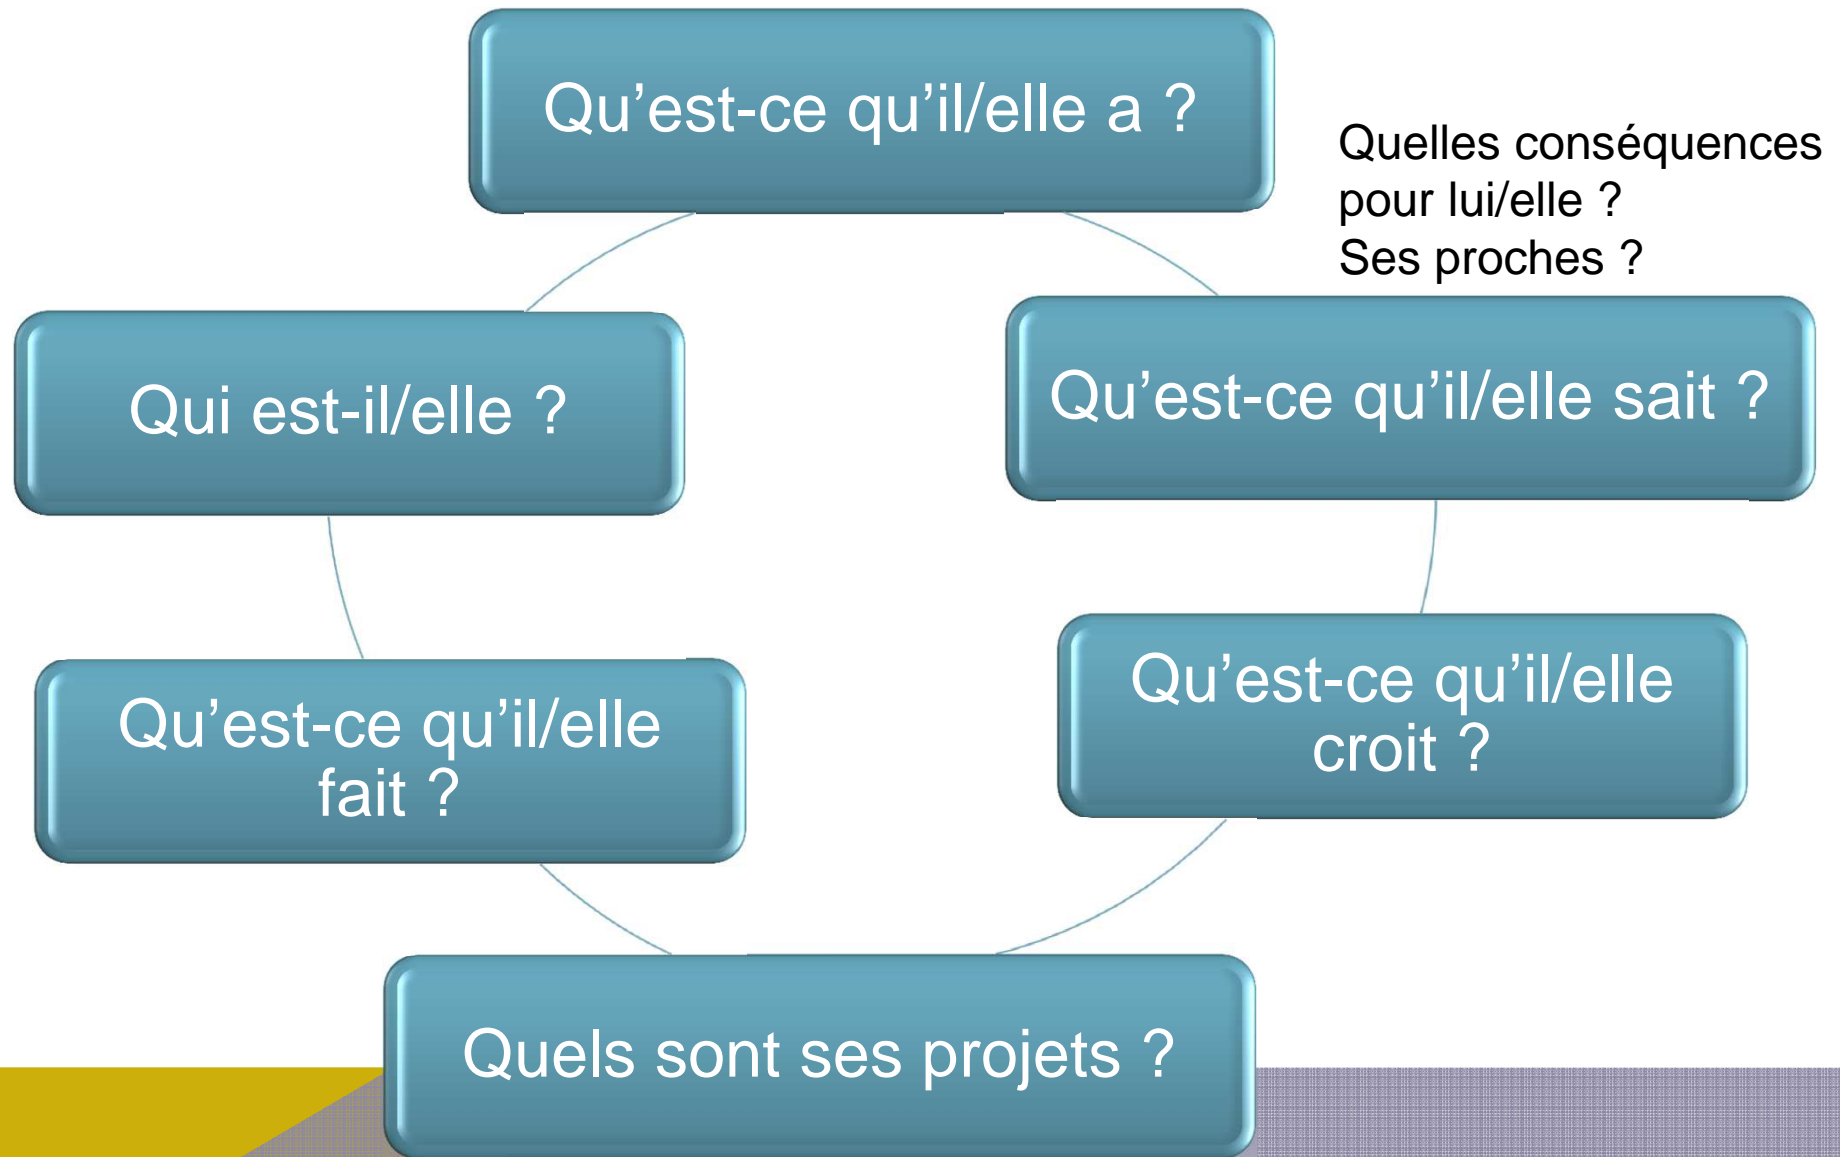 Qu’est-ce qu’il/elle a ?
Quelles conséquences
pour lui/elle ?
Ses proches ?
Qui est-il/elle ?
Qu’est-ce qu’il/elle sait ?
Qu’est-ce qu’il/elle
fait ?
Qu’est-ce qu’il/elle
croit ?
Quels sont ses projets ?